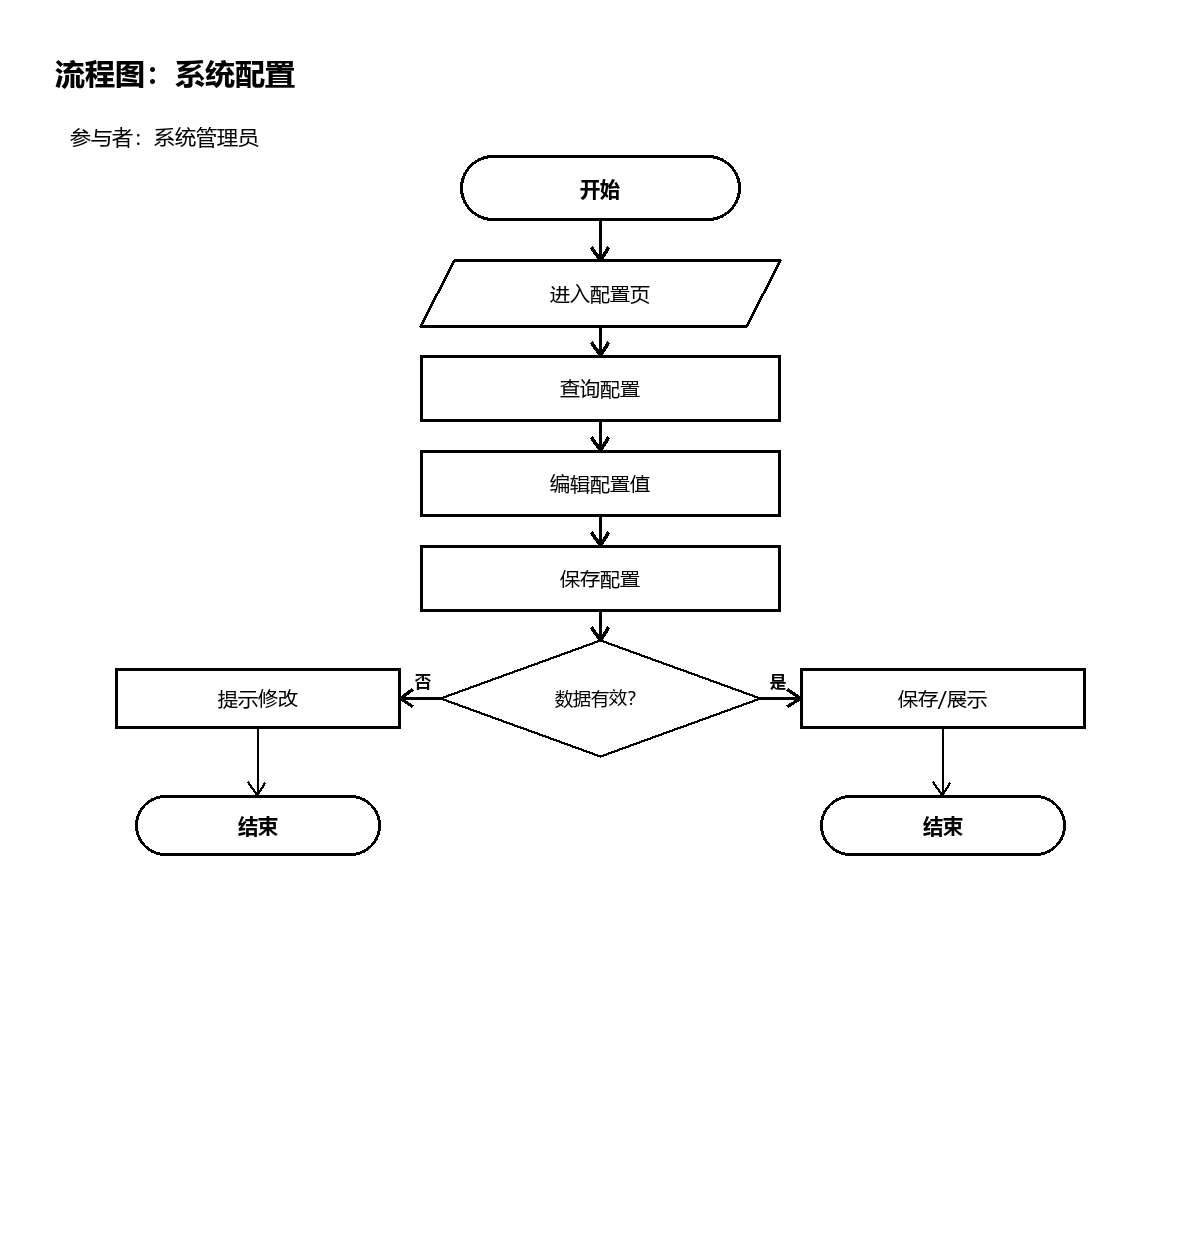 流程图：系统配置
参与者：系统管理员
开始
进入配置页
查询配置
编辑配置值
保存配置
否
是
提示修改
数据有效?
保存/展示
结束
结束